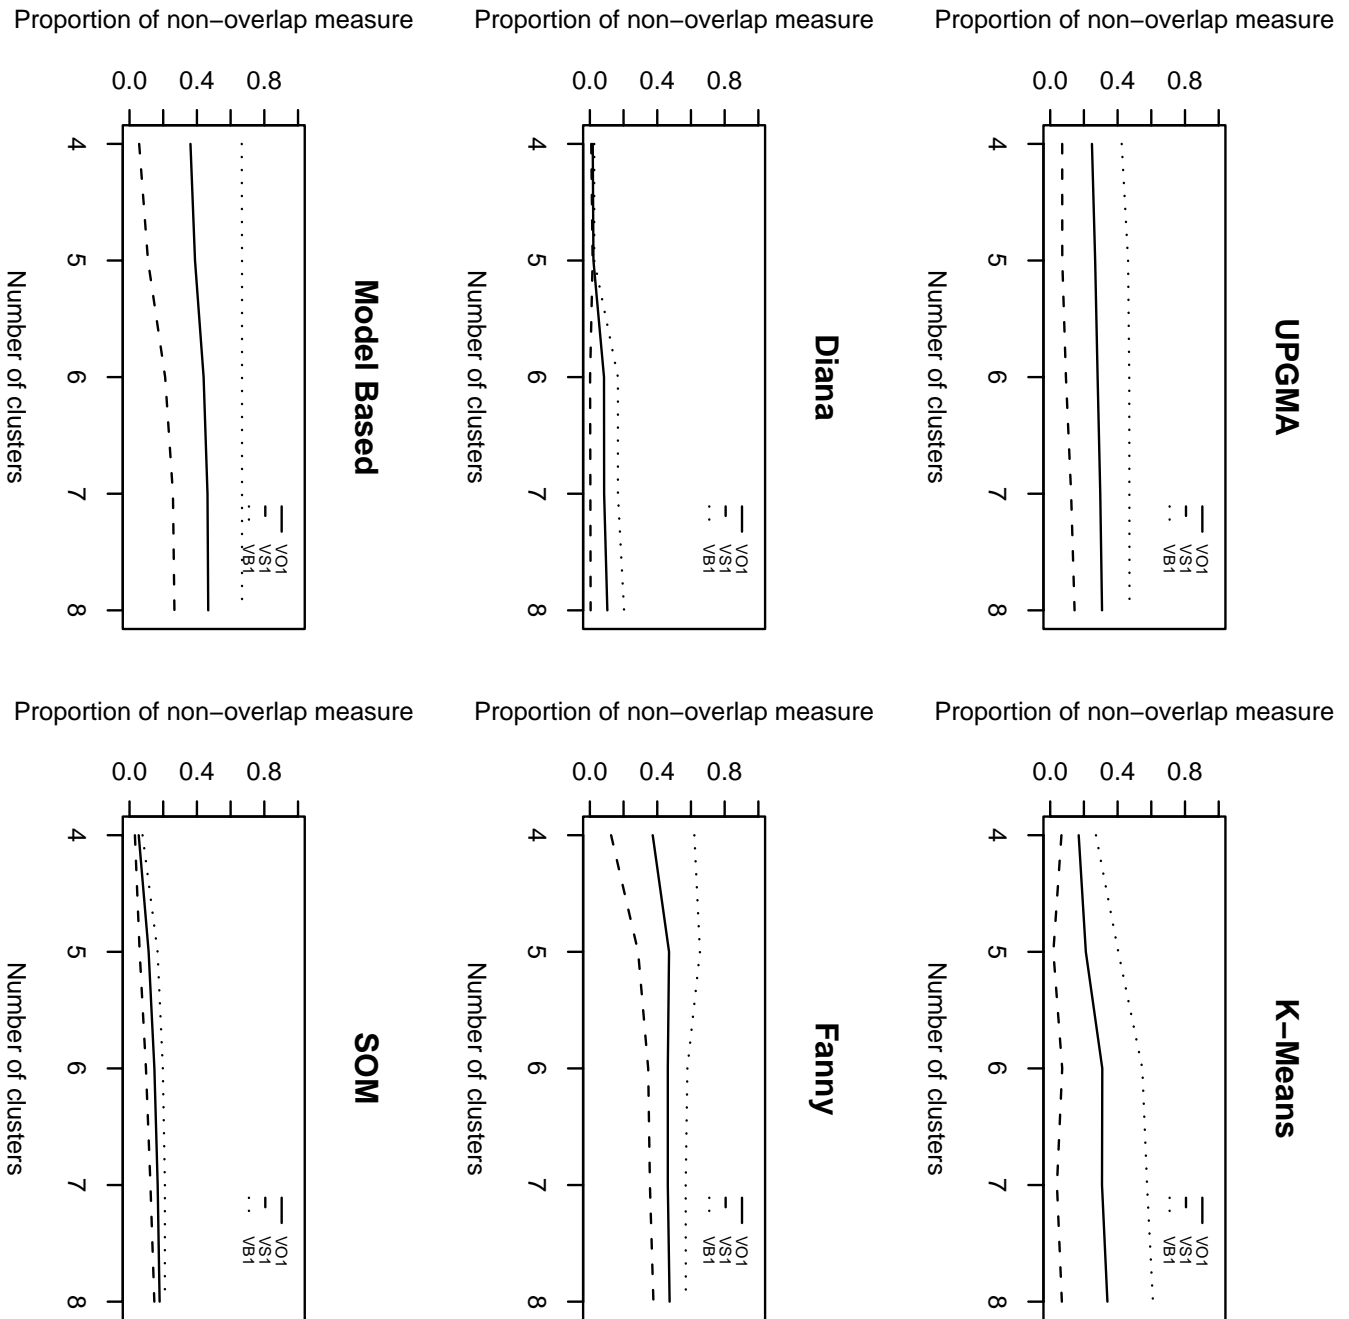 UPGMA
Proportion of non−overlap measure
0.0 0.4 0.8
VO1
VS1
VB1
4 5 6 7 8
Number of clusters
K−Means
Proportion of non−overlap measure
0.0 0.4 0.8
VO1
VS1
VB1
4 5 6 7 8
Number of clusters
Diana
Proportion of non−overlap measure
0.0 0.4 0.8
VO1
VS1
VB1
4 5 6 7 8
Number of clusters
Fanny
Proportion of non−overlap measure
0.0 0.4 0.8
VO1
VS1
VB1
4 5 6 7 8
Number of clusters
Model Based
Proportion of non−overlap measure
0.0 0.4 0.8
VO1
VS1
VB1
4 5 6 7 8
Number of clusters
SOM
Proportion of non−overlap measure
0.0 0.4 0.8
VO1
VS1
VB1
4 5 6 7 8
Number of clusters